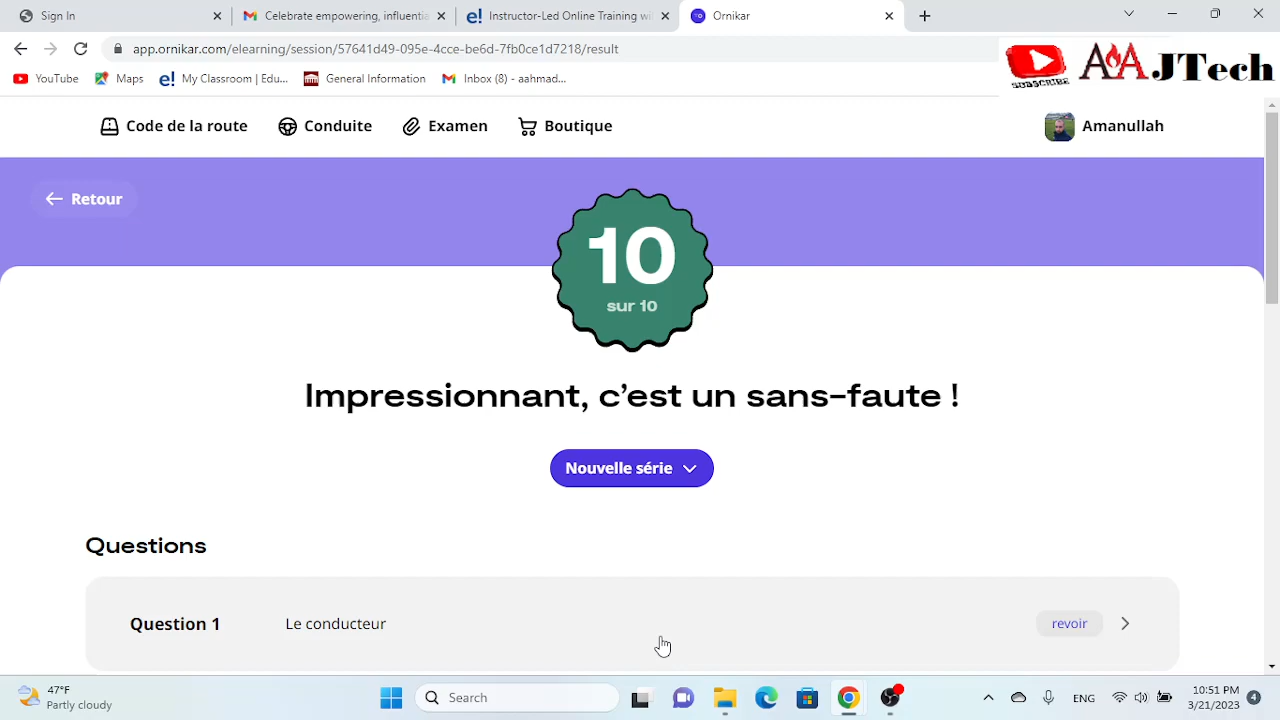 Sign In
Celebrate empowering, influent
Instructor-Led Online Training wi
Ornikar
app.ornikar.com/elearning/session/57641d49-095e-4cce-be6d-7fb0ce1d7218/result
YouTube
Maps
e! My Classroom | Edu...
General Information
Inbox (8) - aahmad...
SUBSCRIBE
AAJTech
Code de la route
Conduite
Examen
Boutique
Amanullah
Retour
10
sur 10
Impressionnant, c'est un sans-faute !
Nouvelle série
Questions
Question 1
Le conducteur
revoir
47°F
Partly cloudy
Search
ENG
10:51 PM
3/21/2023
4